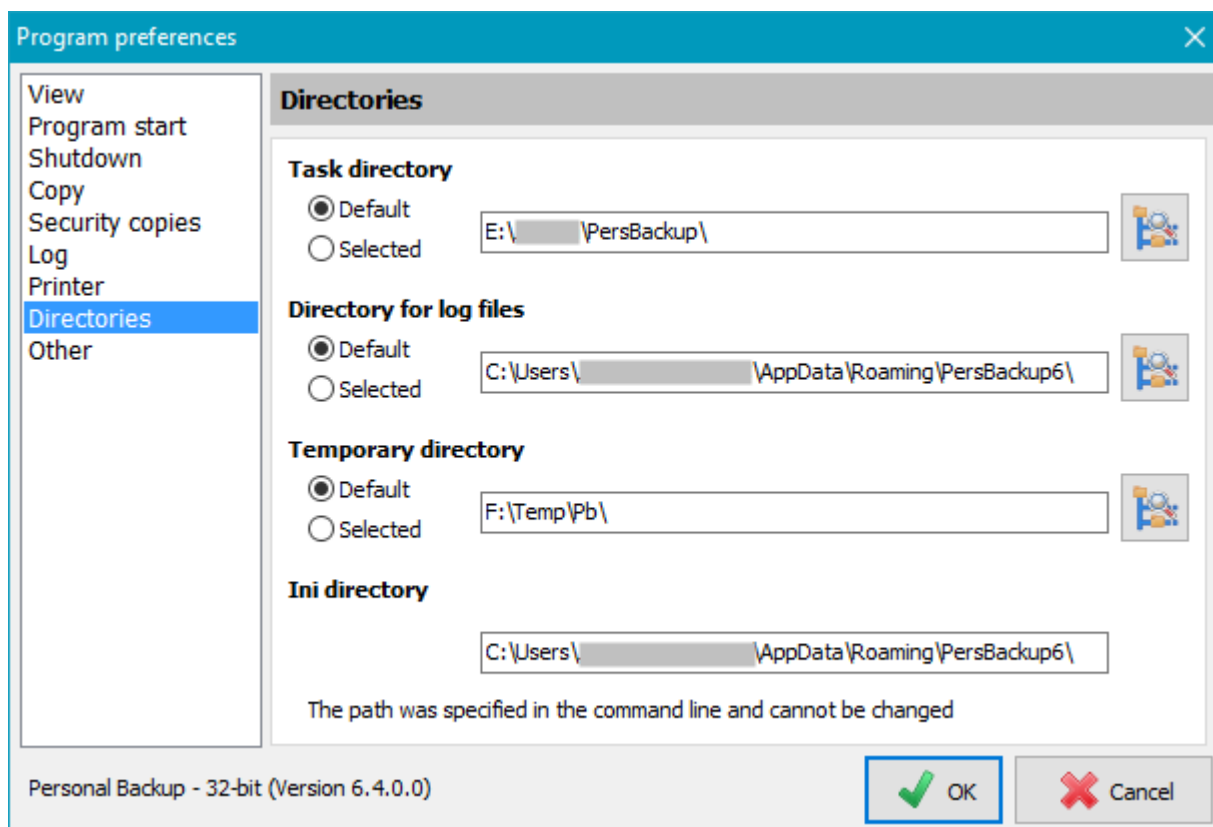 Program preferences
View
Program start
Shutdown
Copy
Security copies
Log
Printer
Directories
Other
Directories
Task directory
Default
Selected
E:\ \PersBackup\
Directory for log files
Default
Selected
C:\Users\ \AppData\Roaming\PersBackup6\
Temporary directory
Default
Selected
F:\Temp\Pb\
Ini directory
C:\Users\ \AppData\Roaming\PersBackup6\
The path was specified in the command line and cannot be changed
Personal Backup - 32-bit (Version 6.4.0.0)
OK
Cancel